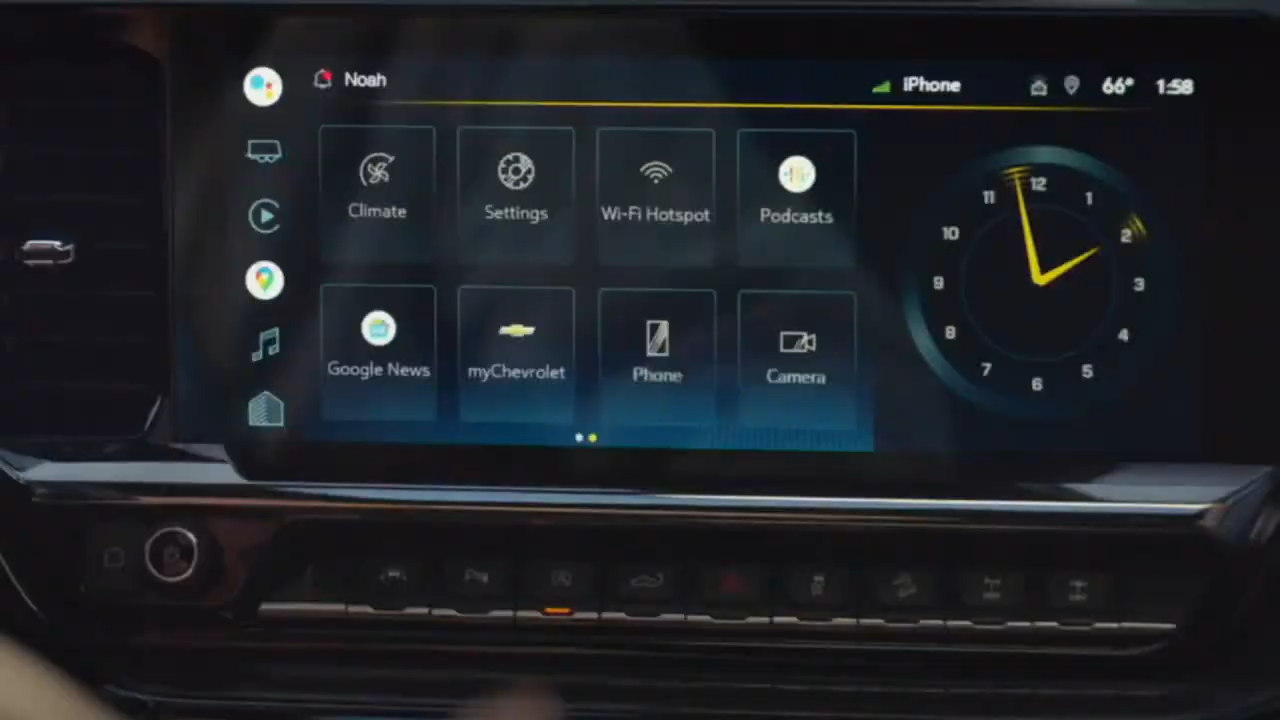 Noah
iPhone
66°
1:58
Climate
Settings
Wi-Fi Hotspot
Podcasts
Google News
myChevrolet
Phone
Camera
12
1
2
3
4
5
6
7
8
9
10
11